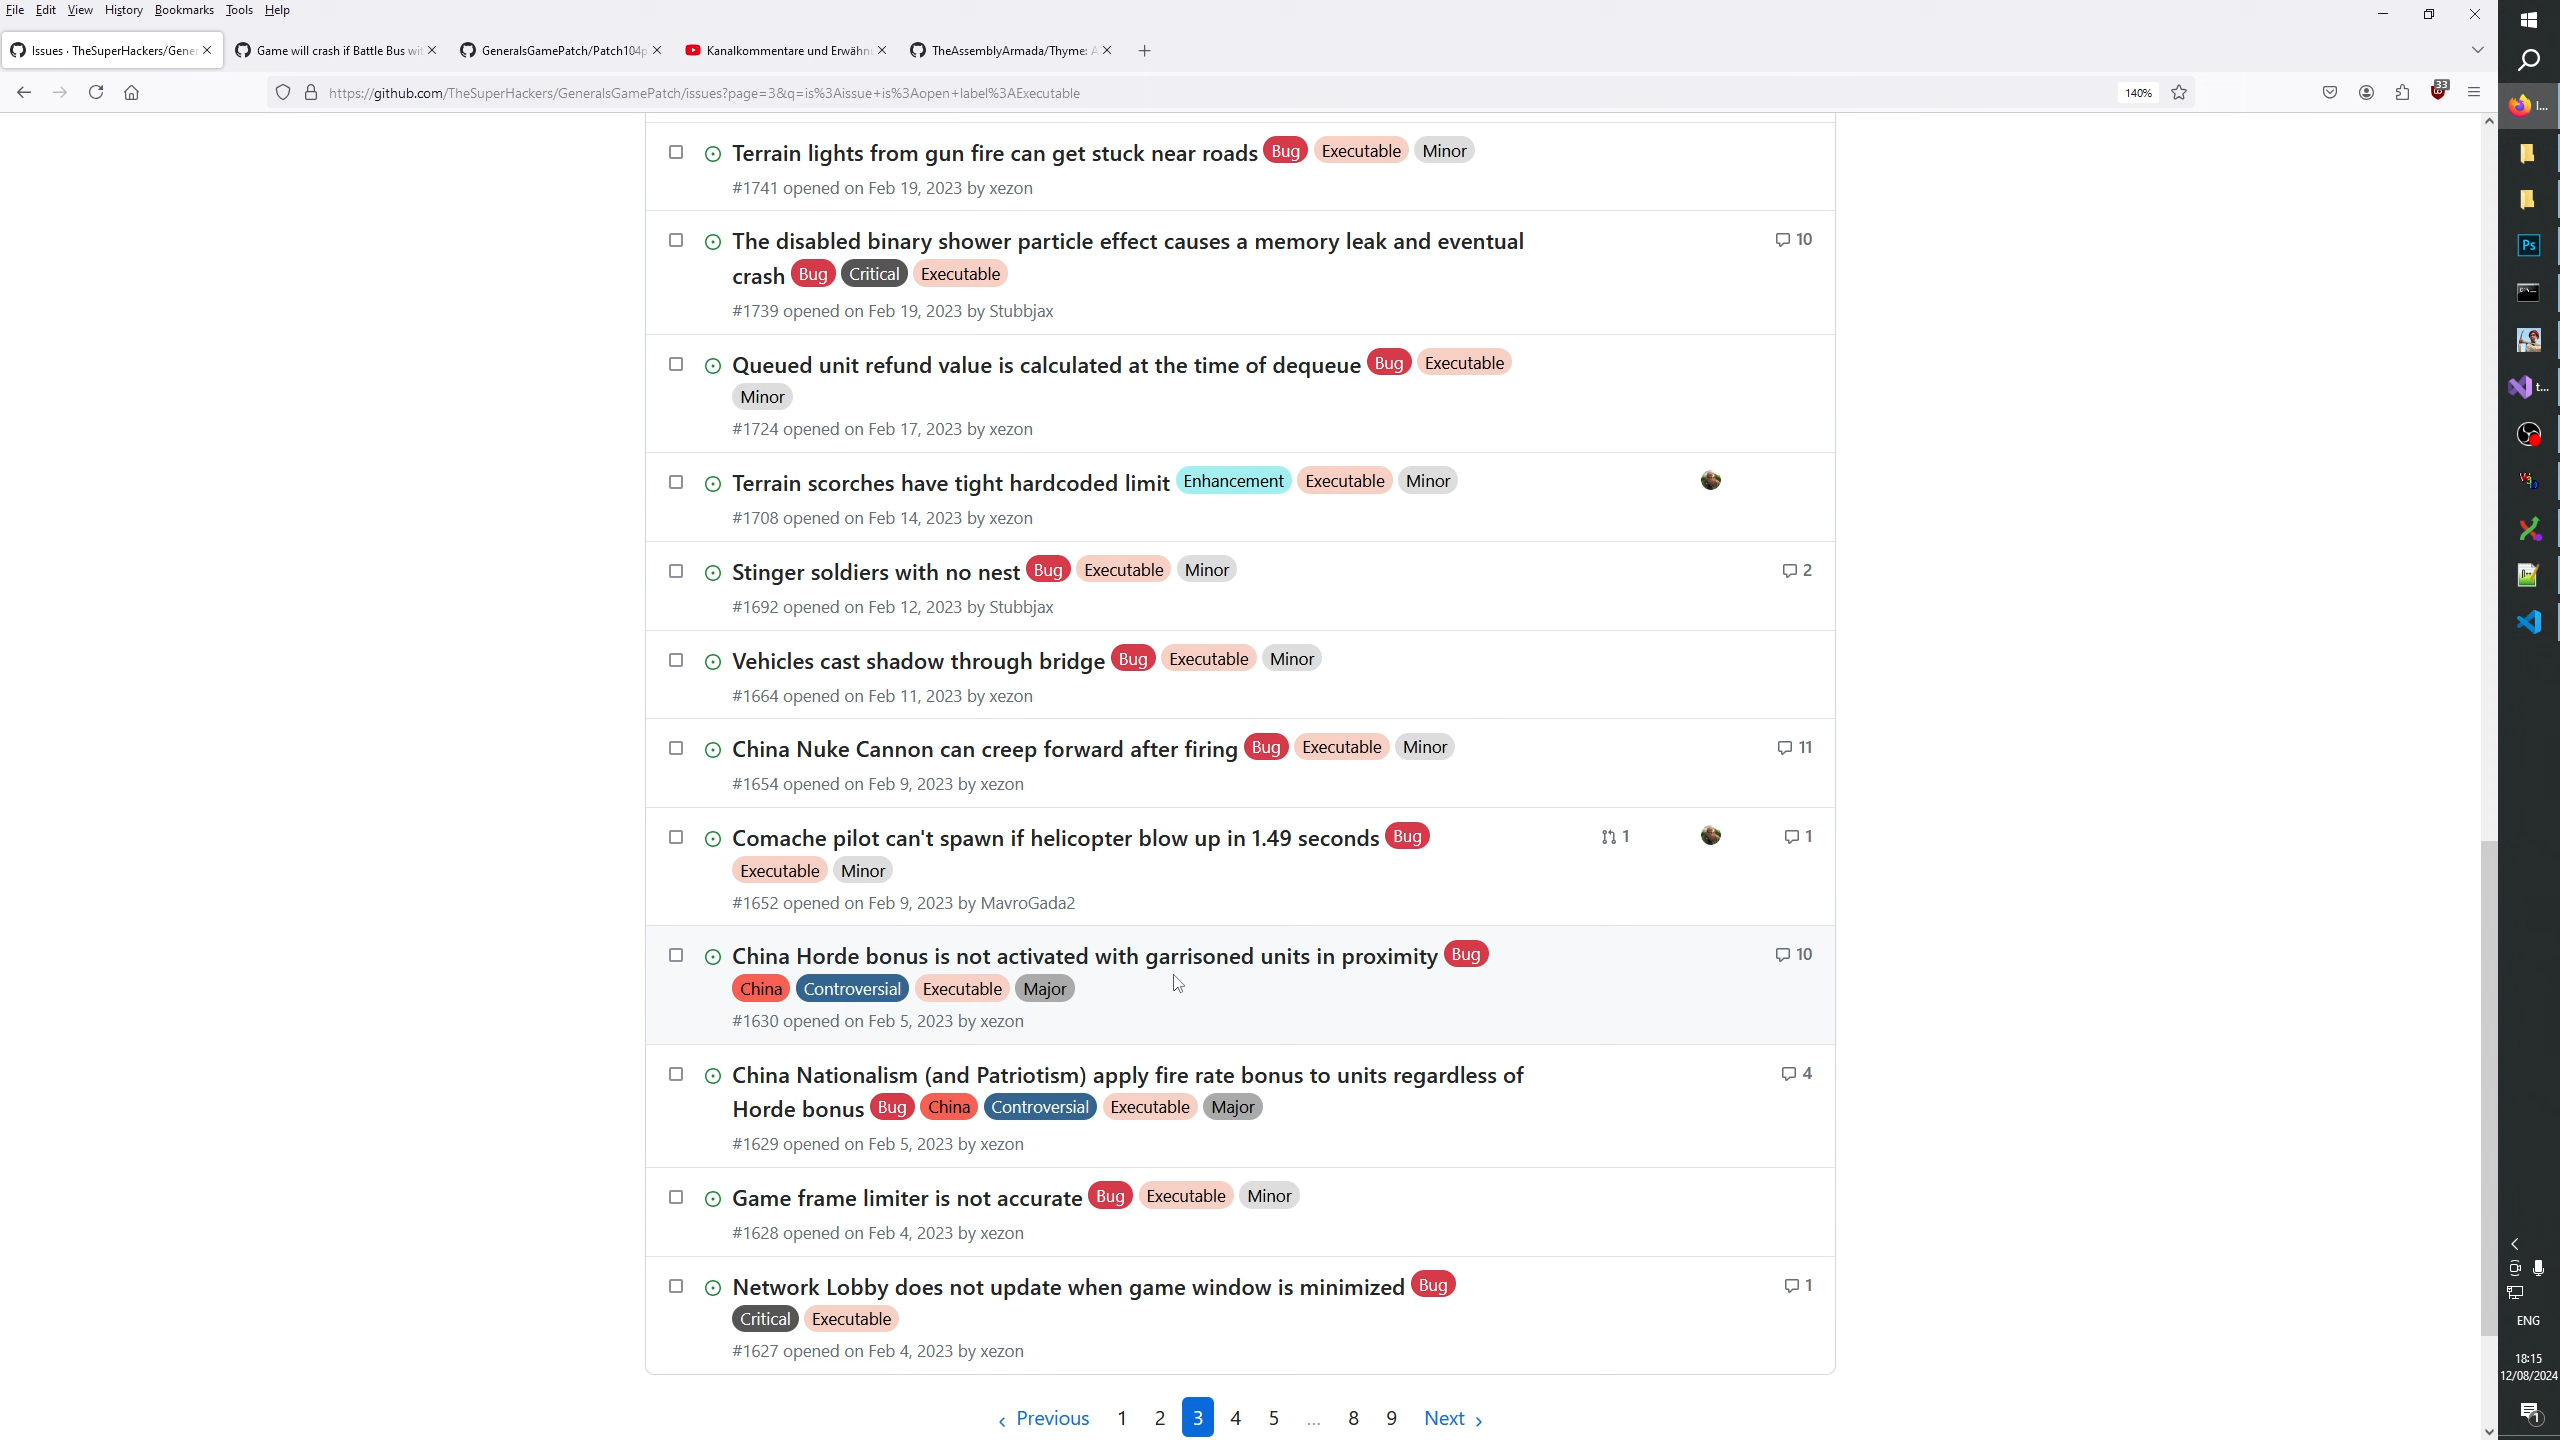 File Edit View History Bookmarks Tools Help
Issues · TheSuperHackers/Gene
Game will crash if Battle Bus wit
GeneralsGamePatch/Patch104p
Kanalkommentare und Erwähn
TheAssemblyArmada/Thyme: A
https://github.com/TheSuperHackers/GeneralsGamePatch/issues?page=3&q=is%3Aissue+is%3Aopen+label%3AExecutable
140%
33
Terrain lights from gun fire can get stuck near roads Bug Executable Minor
#1741 opened on Feb 19, 2023 by xezon
The disabled binary shower particle effect causes a memory leak and eventual 10
crash Bug Critical Executable
#1739 opened on Feb 19, 2023 by Stubbjax
Queued unit refund value is calculated at the time of dequeue Bug Executable
Minor
#1724 opened on Feb 17, 2023 by xezon
Terrain scorches have tight hardcoded limit Enhancement Executable Minor
#1708 opened on Feb 14, 2023 by xezon
Stinger soldiers with no nest Bug Executable Minor 2
#1692 opened on Feb 12, 2023 by Stubbjax
Vehicles cast shadow through bridge Bug Executable Minor
#1664 opened on Feb 11, 2023 by xezon
China Nuke Cannon can creep forward after firing Bug Executable Minor 11
#1654 opened on Feb 9, 2023 by xezon
Comache pilot can't spawn if helicopter blow up in 1.49 seconds Bug 1 1
Executable Minor
#1652 opened on Feb 9, 2023 by MavroGada2
China Horde bonus is not activated with garrisoned units in proximity Bug 10
China Controversial Executable Major
#1630 opened on Feb 5, 2023 by xezon
China Nationalism (and Patriotism) apply fire rate bonus to units regardless of 4
Horde bonus Bug China Controversial Executable Major
#1629 opened on Feb 5, 2023 by xezon
Game frame limiter is not accurate Bug Executable Minor
#1628 opened on Feb 4, 2023 by xezon
Network Lobby does not update when game window is minimized Bug 1
Critical Executable
#1627 opened on Feb 4, 2023 by xezon
Previous 1 2 3 4 5 ... 8 9 Next
I...
Ps
t...
ENG
18:15
12/08/2024
1